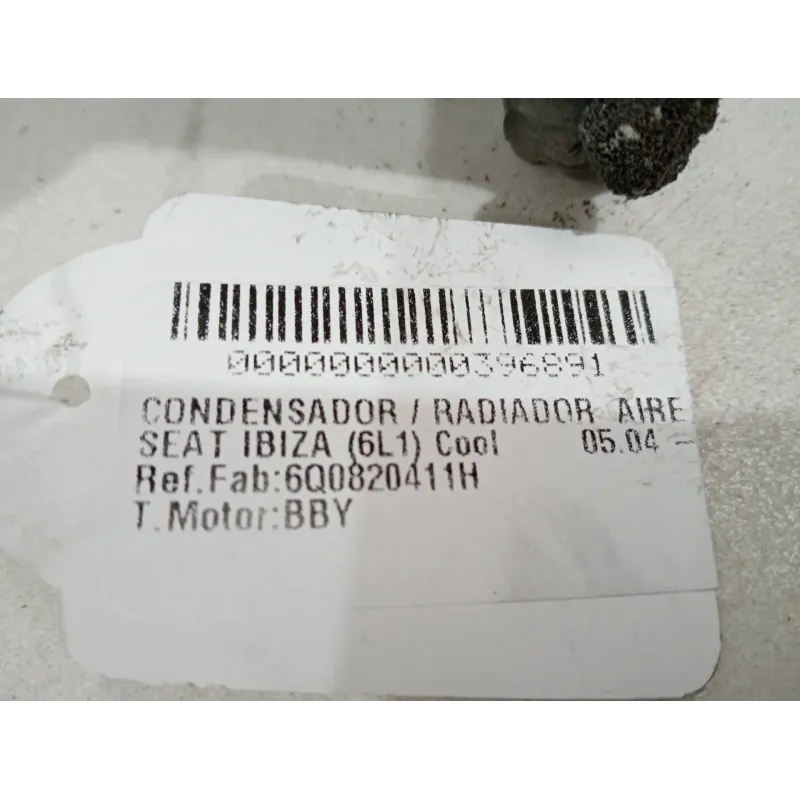 0000000000396891
CONDENSADOR / RADIADOR AIRE
SEAT IBIZA (6L1) Cool 05.04 -
Ref.Fab:6Q0820411H
T.Motor:BBY